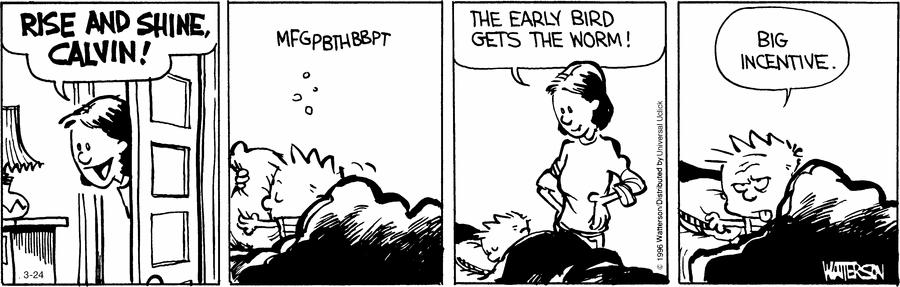 RISE AND SHINE,
CALVIN!
3-24
MFGPBTHBBPT
THE EARLY BIRD
GETS THE WORM!
© 1996 Watterson/Distributed by Universal Uclick
BIG
INCENTIVE.
WATTERSON